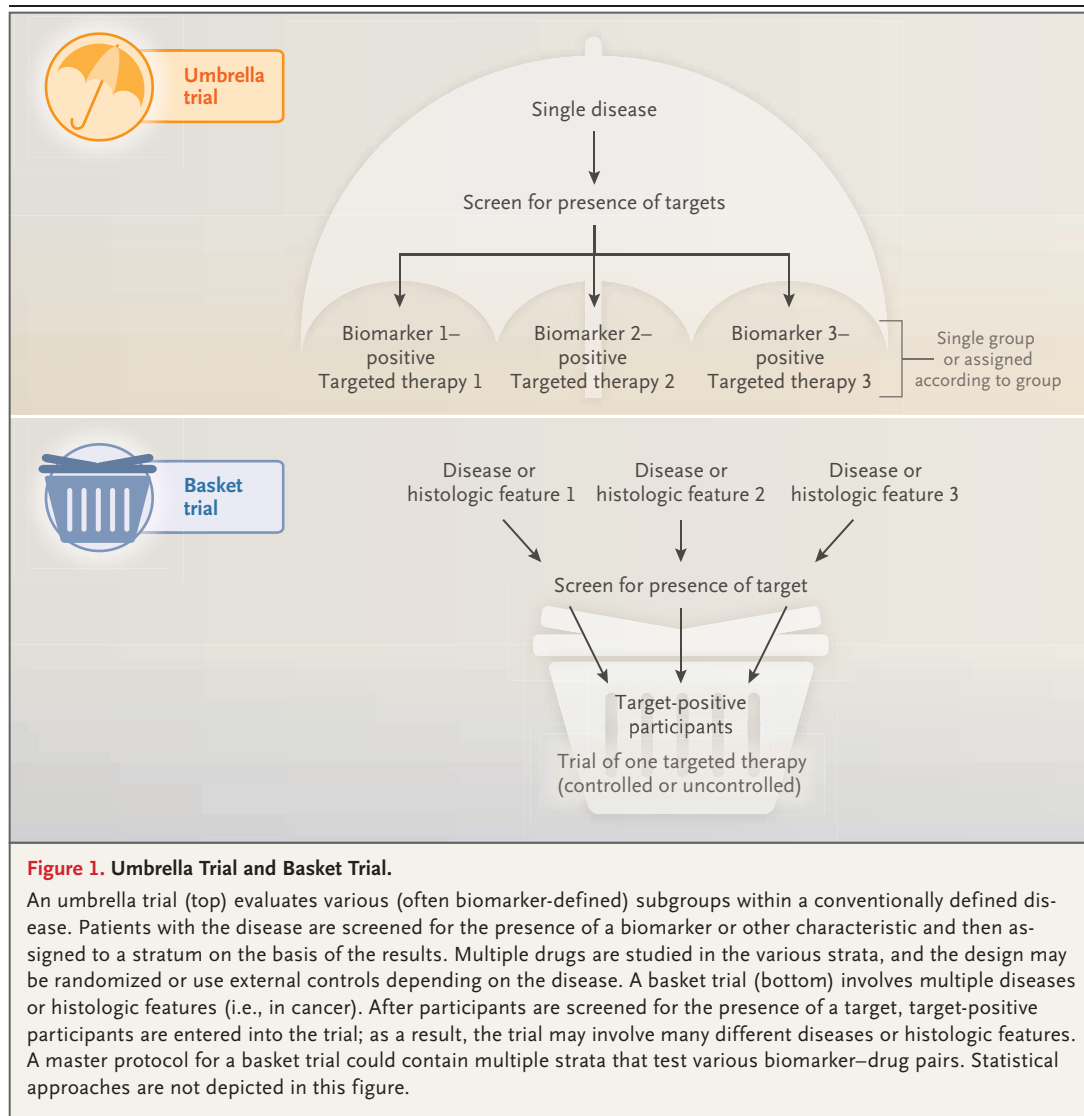 Umbrella
trial
Single disease
Screen for presence of targets
Biomarker 1–
positive
Targeted therapy 1
Biomarker 2–
positive
Targeted therapy 2
Biomarker 3–
positive
Targeted therapy 3
Single group
or assigned
according to group
Basket
trial
Disease or
histologic feature 1
Disease or
histologic feature 2
Disease or
histologic feature 3
Screen for presence of target
Target-positive
participants
Trial of one targeted therapy
(controlled or uncontrolled)
Figure 1. Umbrella Trial and Basket Trial.
An umbrella trial (top) evaluates various (often biomarker-defined) subgroups within a conventionally defined dis-
ease. Patients with the disease are screened for the presence of a biomarker or other characteristic and then as-
signed to a stratum on the basis of the results. Multiple drugs are studied in the various strata, and the design may
be randomized or use external controls depending on the disease. A basket trial (bottom) involves multiple diseases
or histologic features (i.e., in cancer). After participants are screened for the presence of a target, target-positive
participants are entered into the trial; as a result, the trial may involve many different diseases or histologic features.
A master protocol for a basket trial could contain multiple strata that test various biomarker–drug pairs. Statistical
approaches are not depicted in this figure.